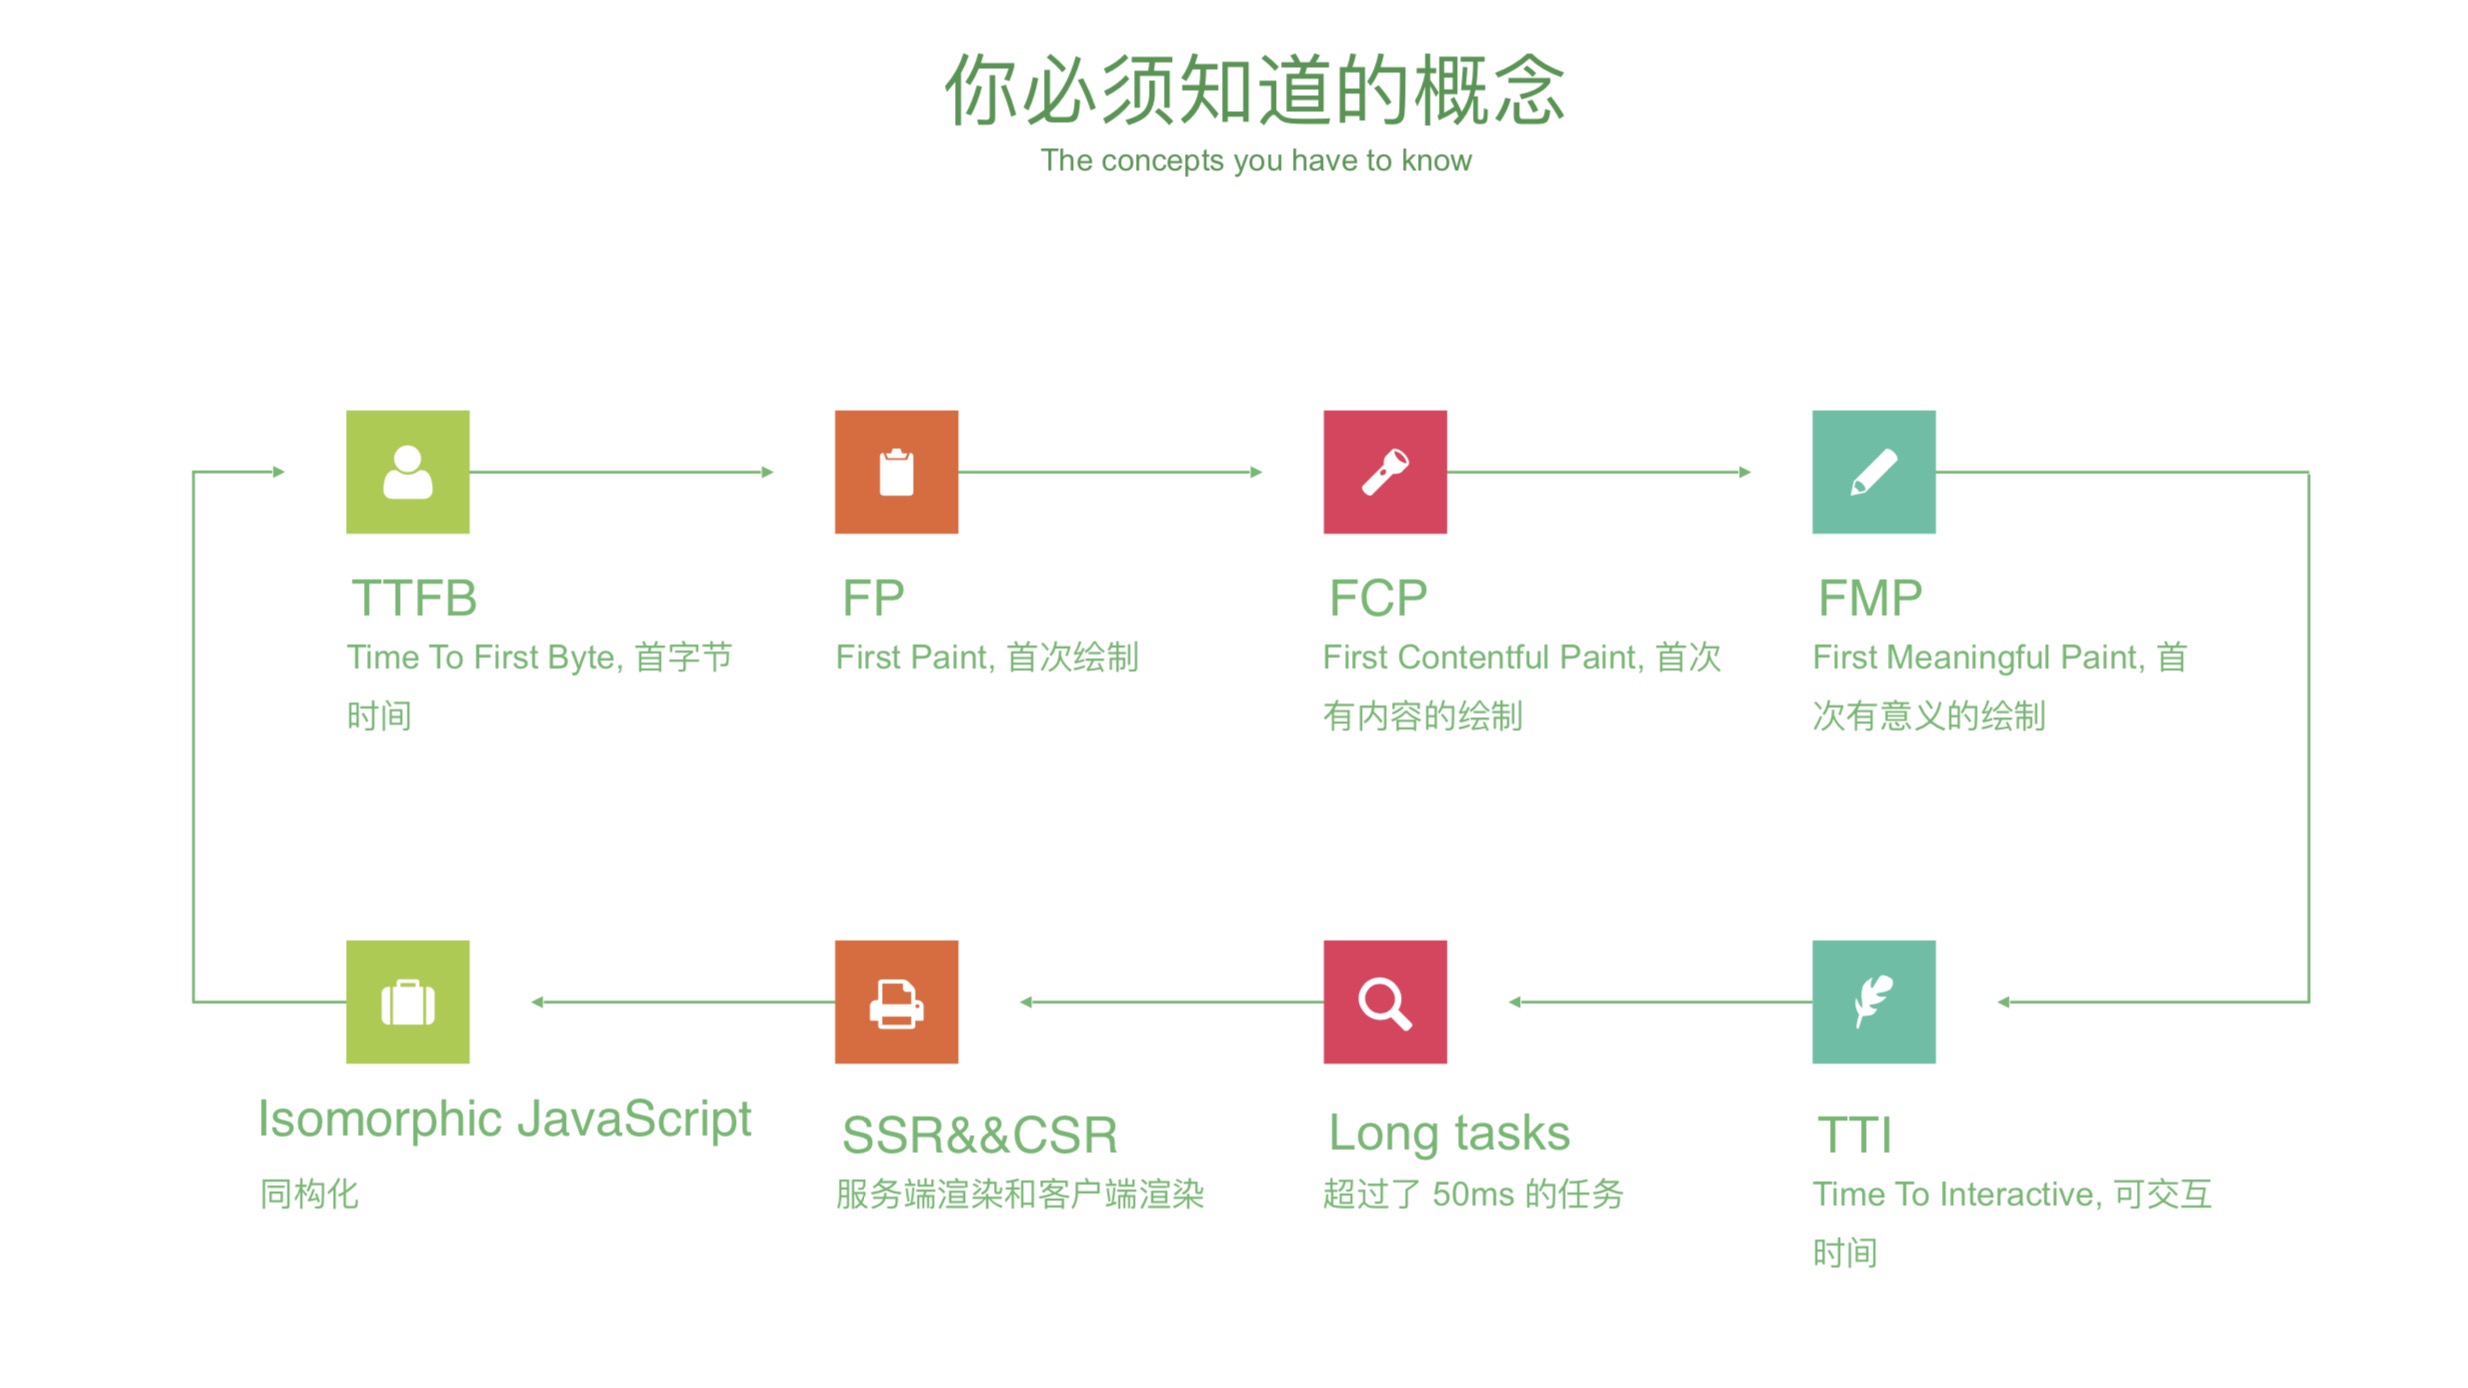 你必须知道的概念
The concepts you have to know
TTFB
Time To First Byte, 首字节
时间
FP
First Paint, 首次绘制
FCP
First Contentful Paint, 首次
有内容的绘制
FMP
First Meaningful Paint, 首
次有意义的绘制
Isomorphic JavaScript
同构化
SSR&&CSR
服务端渲染和客户端渲染
Long tasks
超过了 50ms 的任务
TTI
Time To Interactive, 可交互
时间